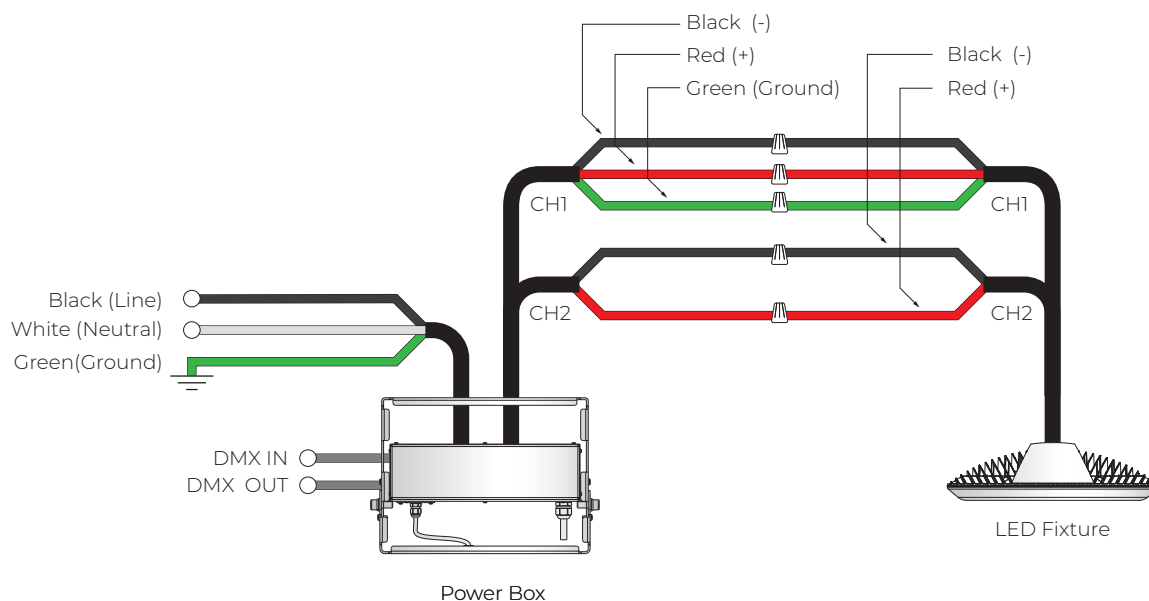 Black (-)
Red (+)
Green (Ground)
Black (-)
Red (+)
CH1
CH1
CH2
CH2
Black (Line)
White (Neutral)
Green(Ground)
DMX IN
DMX OUT
LED Fixture
Power Box